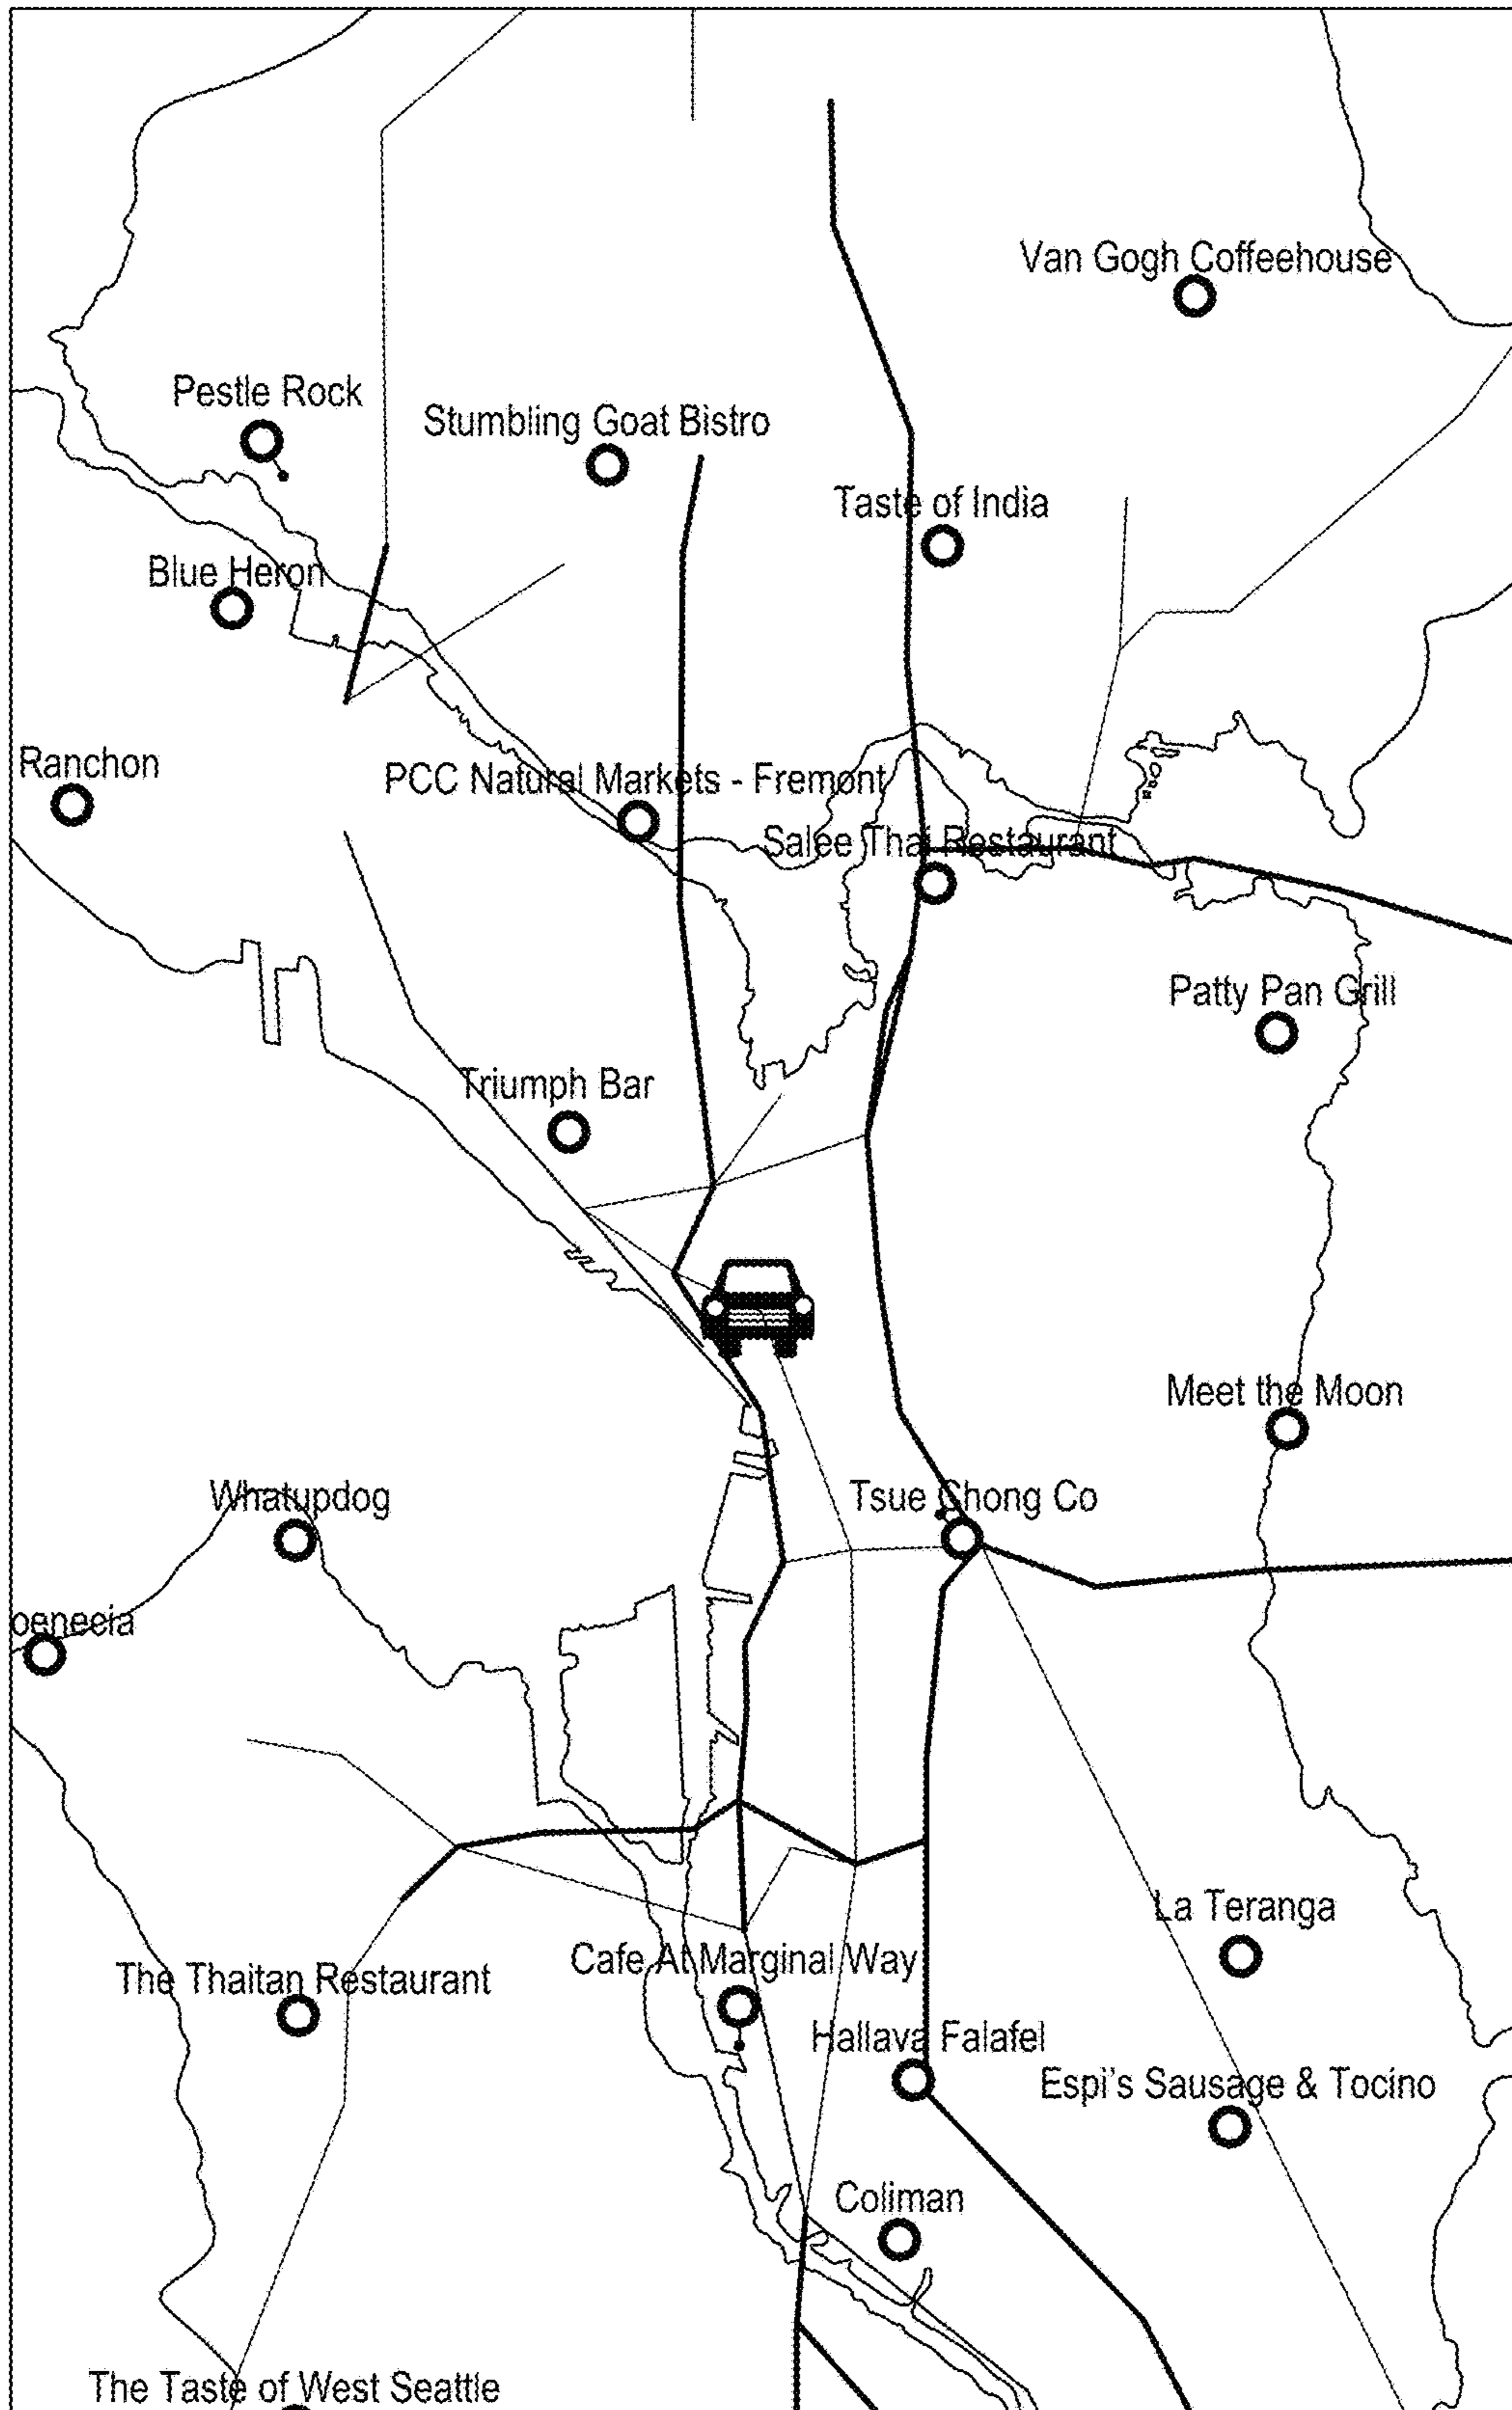 Van Gogh Coffeehouse
Pestle Rock
Stumbling Goat Bistro
Taste of India
Blue Heron
Ranchon
PCC Natural Markets - Fremont
Salee Thai Restaurant
Patty Pan Grill
Triumph Bar
Meet the Moon
Whatupdog
Tsue Chong Co
oenecia
La Teranga
Cafe At Marginal Way
The Thaitan Restaurant
Hallava Falafel
Espi's Sausage & Tocino
Coliman
The Taste of West Seattle